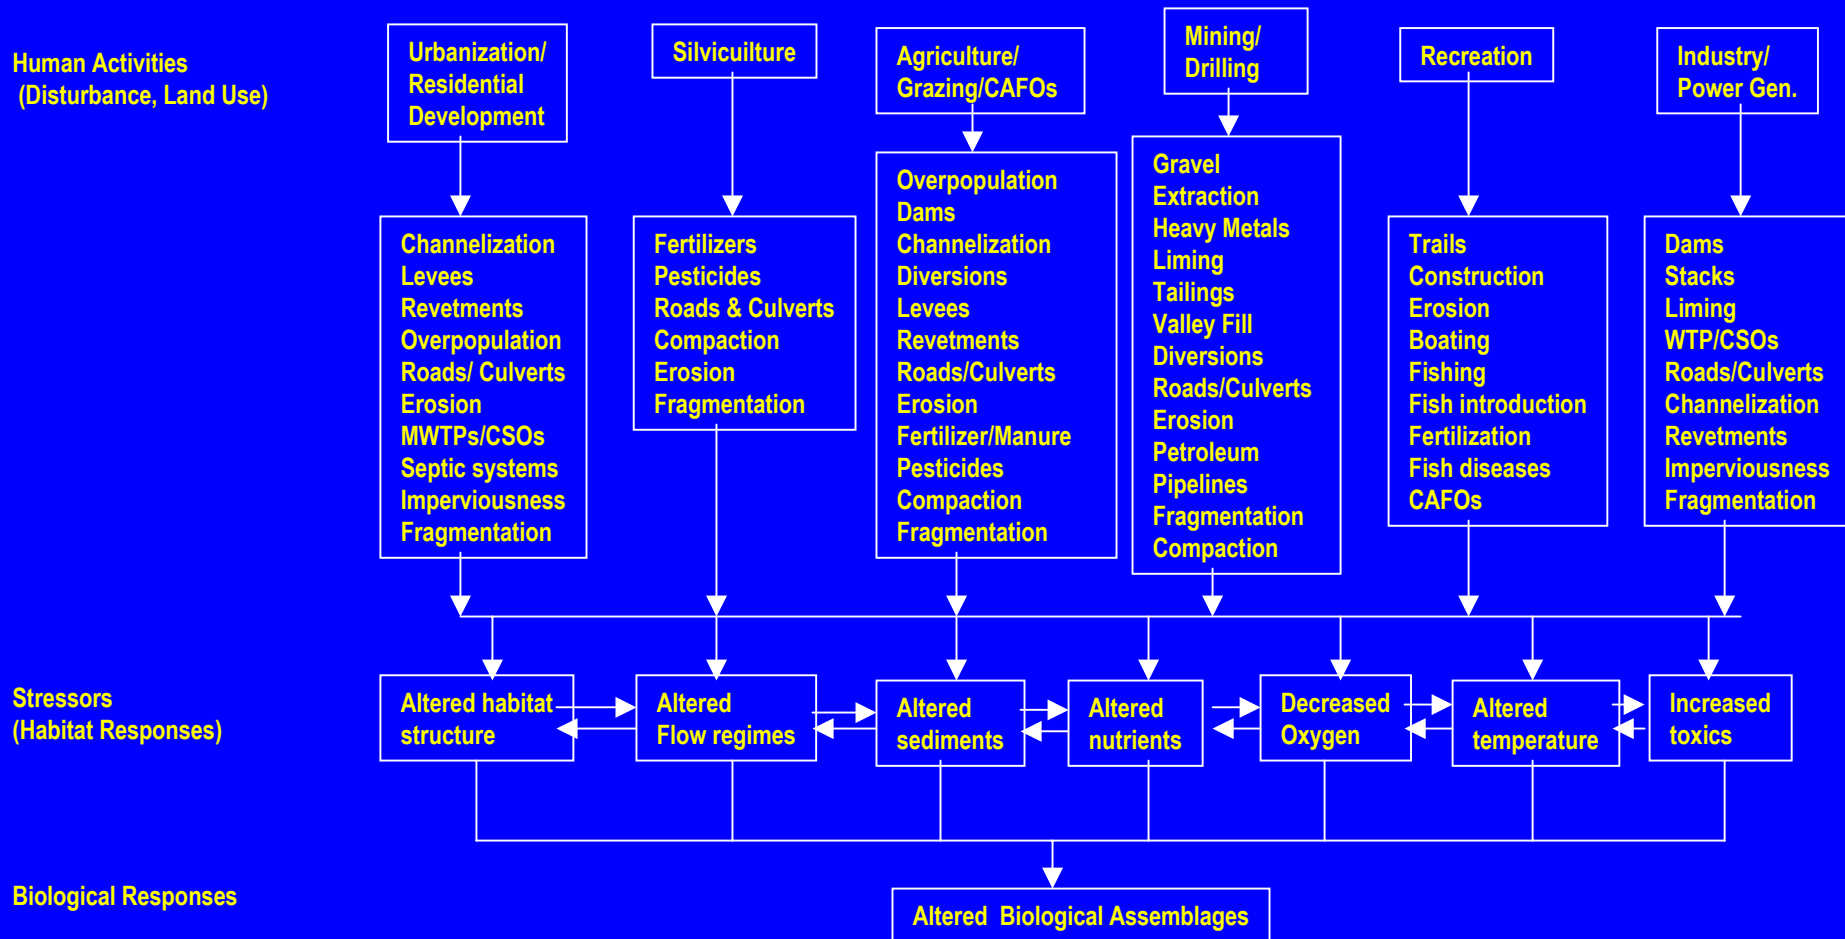 Human Activities
(Disturbance, Land Use)
Urbanization/
Residential
Development
Silvicuilture
Agriculture/
Grazing/CAFOs
Mining/
Drilling
Recreation
Industry/
Power Gen.
Channelization
Levees
Revetments
Overpopulation
Roads/ Culverts
Erosion
MWTPs/CSOs
Septic systems
Imperviousness
Fragmentation
Fertilizers
Pesticides
Roads & Culverts
Compaction
Erosion
Fragmentation
Overpopulation
Dams
Channelization
Diversions
Levees
Revetments
Roads/Culverts
Erosion
Fertilizer/Manure
Pesticides
Compaction
Fragmentation
Gravel
Extraction
Heavy Metals
Liming
Tailings
Valley Fill
Diversions
Roads/Culverts
Erosion
Petroleum
Pipelines
Fragmentation
Compaction
Trails
Construction
Erosion
Boating
Fishing
Fish introduction
Fertilization
Fish diseases
CAFOs
Dams
Stacks
Liming
WTP/CSOs
Roads/Culverts
Channelization
Revetments
Imperviousness
Fragmentation
Stressors
(Habitat Responses)
Altered habitat
structure
Altered
Flow regimes
Altered
sediments
Altered
nutrients
Decreased
Oxygen
Altered
temperature
Increased
toxics
Biological Responses
Altered  Biological Assemblages